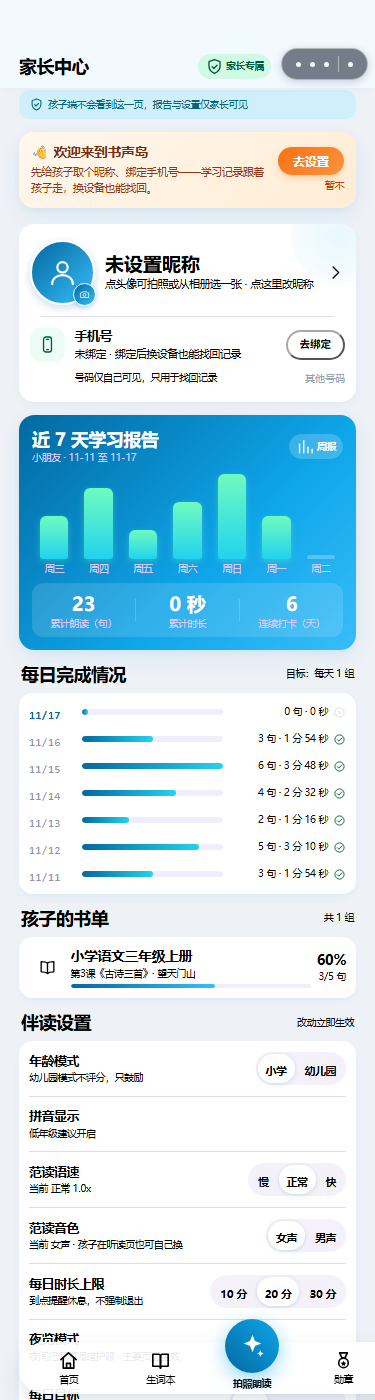 家长中心
家长专属
孩子端不会看到这一页，报告与设置仅家长可见
欢迎来到书声岛
先给孩子取个昵称、绑定手机号——学习记录跟着
孩子走，换设备也能找回。
去设置
暂不
未设置昵称
点头像可拍照或从相册选一张 · 点这里改昵称
手机号
未绑定 · 绑定后换设备也能找回记录
去绑定
号码仅自己可见，只用于找回记录
其他号码
近 7 天学习报告
小朋友 · 11-11 至 11-17
周报
周三 周四 周五 周六 周日 周一 周二
23 0 秒 6
累计朗读（句） 累计时长 连续打卡（天）
每日完成情况
目标：每天 1 组
11/17 0 句 · 0 秒
11/16 3 句 · 1 分 54 秒
11/15 6 句 · 3 分 48 秒
11/14 4 句 · 2 分 32 秒
11/13 2 句 · 1 分 16 秒
11/12 5 句 · 3 分 10 秒
11/11 3 句 · 1 分 54 秒
孩子的书单
共 1 组
小学语文三年级上册
第3课《古诗三首》· 望天门山
60%
3/5 句
伴读设置
改动立即生效
年龄模式
幼儿园模式不评分，只鼓励
小学 幼儿园
拼音显示
低年级建议开启
范读语速
当前 正常 1.0x
慢 正常 快
范读音色
当前 女声 · 孩子在听读页也可自己换
女声 男声
每日时长上限
到点提醒休息，不强制退出
10 分 20 分 30 分
夜览模式
首页 生词本 拍照朗读 勋章
每日目标